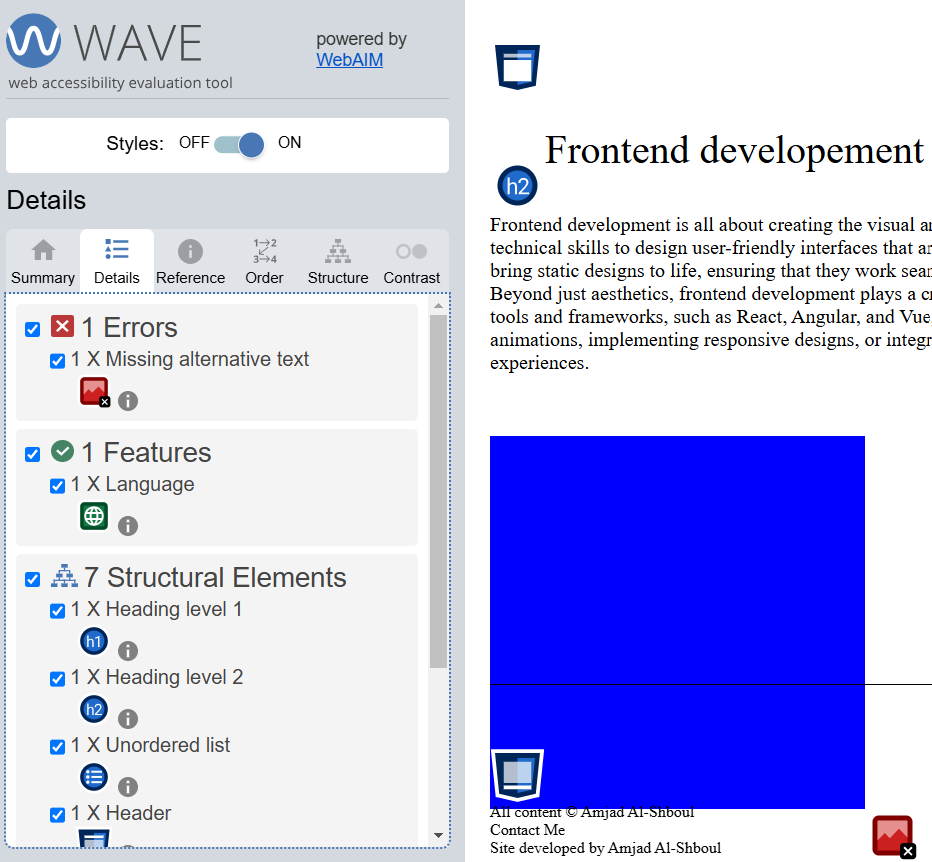 WAVE
powered by
WebAIM
web accessibility evaluation tool
Styles: OFF ON
Details
Summary Details Reference Order Structure Contrast
1 Errors
1 X Missing alternative text
1 Features
1 X Language
7 Structural Elements
1 X Heading level 1
h1
1 X Heading level 2
h2
1 X Unordered list
1 X Header
Frontend developement
h2
Frontend development is all about creating the visual
technical skills to design user-friendly interfaces that
bring static designs to life, ensuring that they work
Beyond just aesthetics, frontend development plays a
tools and frameworks, such as React, Angular, and Vue
animations, implementing responsive designs, or
experiences.
All content © Amjad Al-Shboul
Contact Me
Site developed by Amjad Al-Shboul